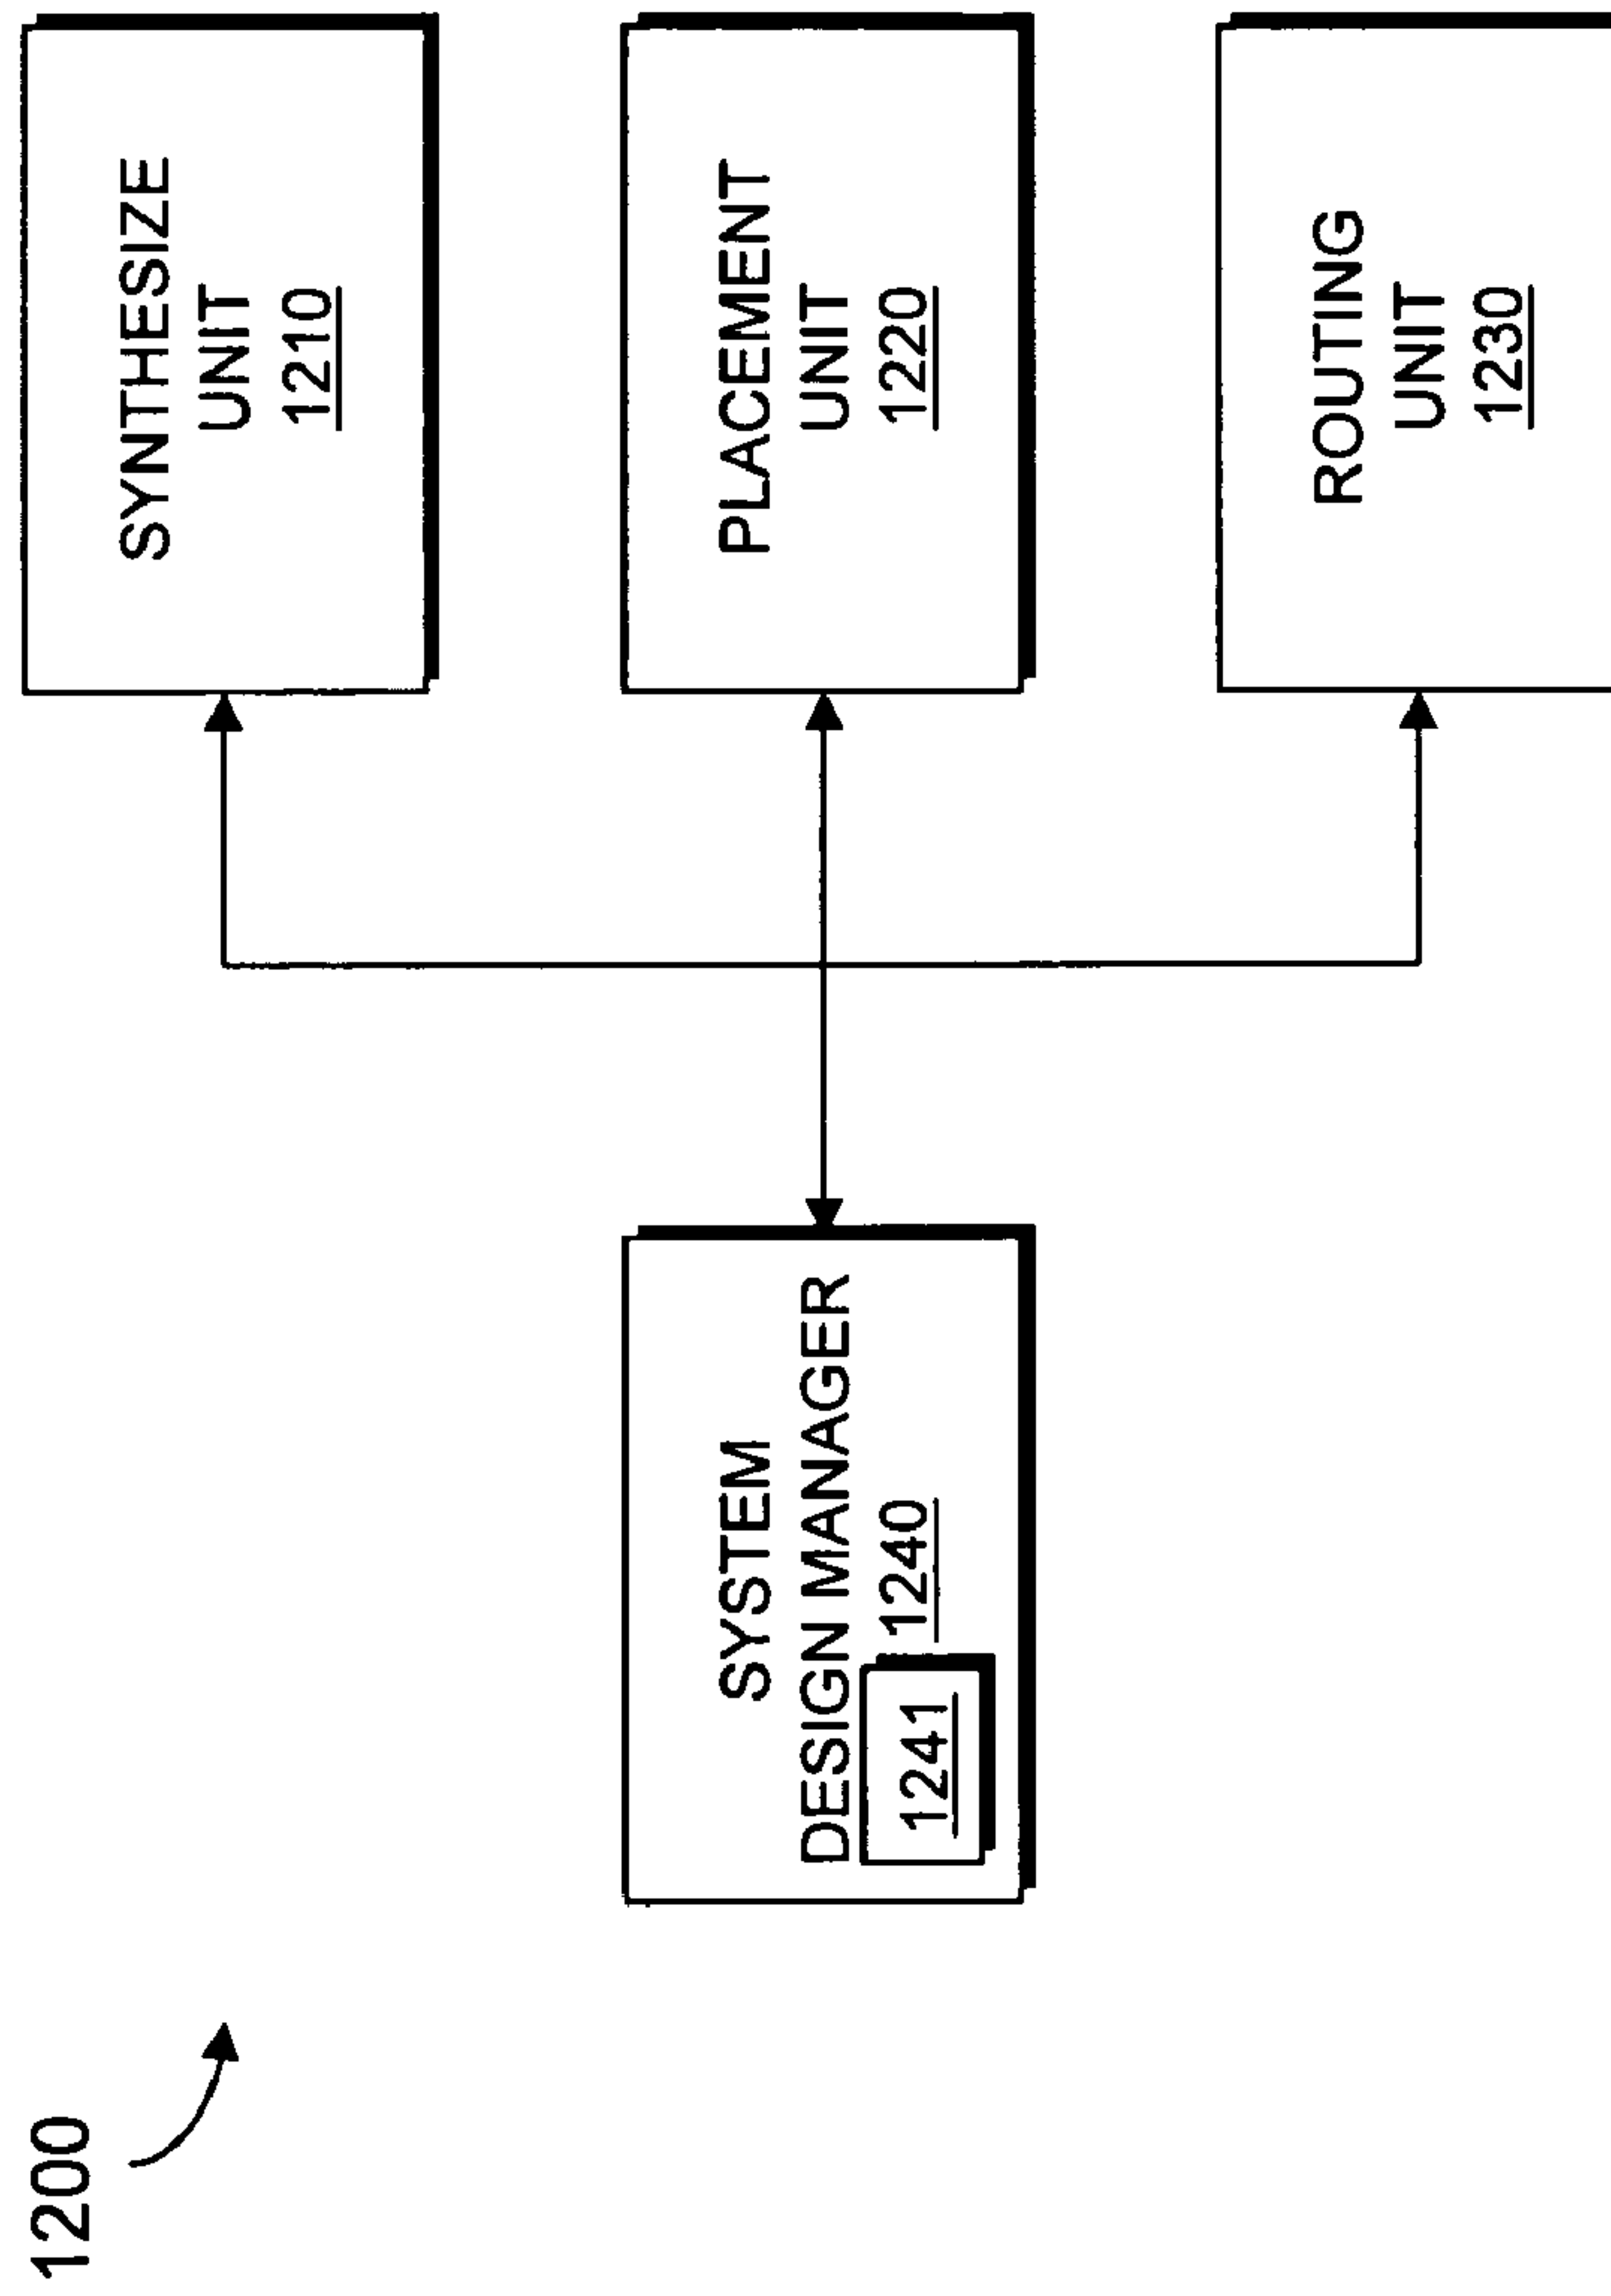 1200
SYSTEM
DESIGN MANAGER
1240
1241
SYNTHESIZE
UNIT
1210
PLACEMENT
UNIT
1220
ROUTING
UNIT
1230